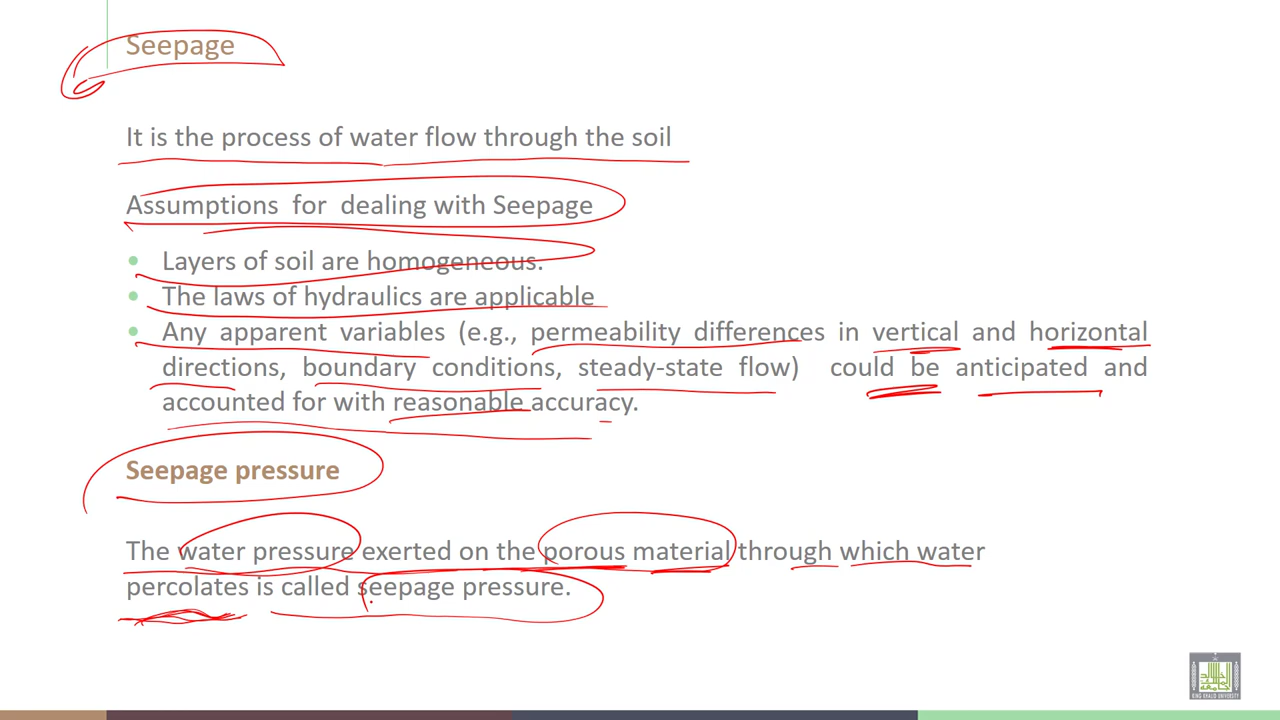 Seepage
It is the process of water flow through the soil
Assumptions for dealing with Seepage
• Layers of soil are homogeneous.
• The laws of hydraulics are applicable
• Any apparent variables (e.g., permeability differences in vertical and horizontal
directions, boundary conditions, steady-state flow) could be anticipated and
accounted for with reasonable accuracy.
Seepage pressure
The water pressure exerted on the porous material through which water
percolates is called seepage pressure.
KING KHALID UNIVERSITY